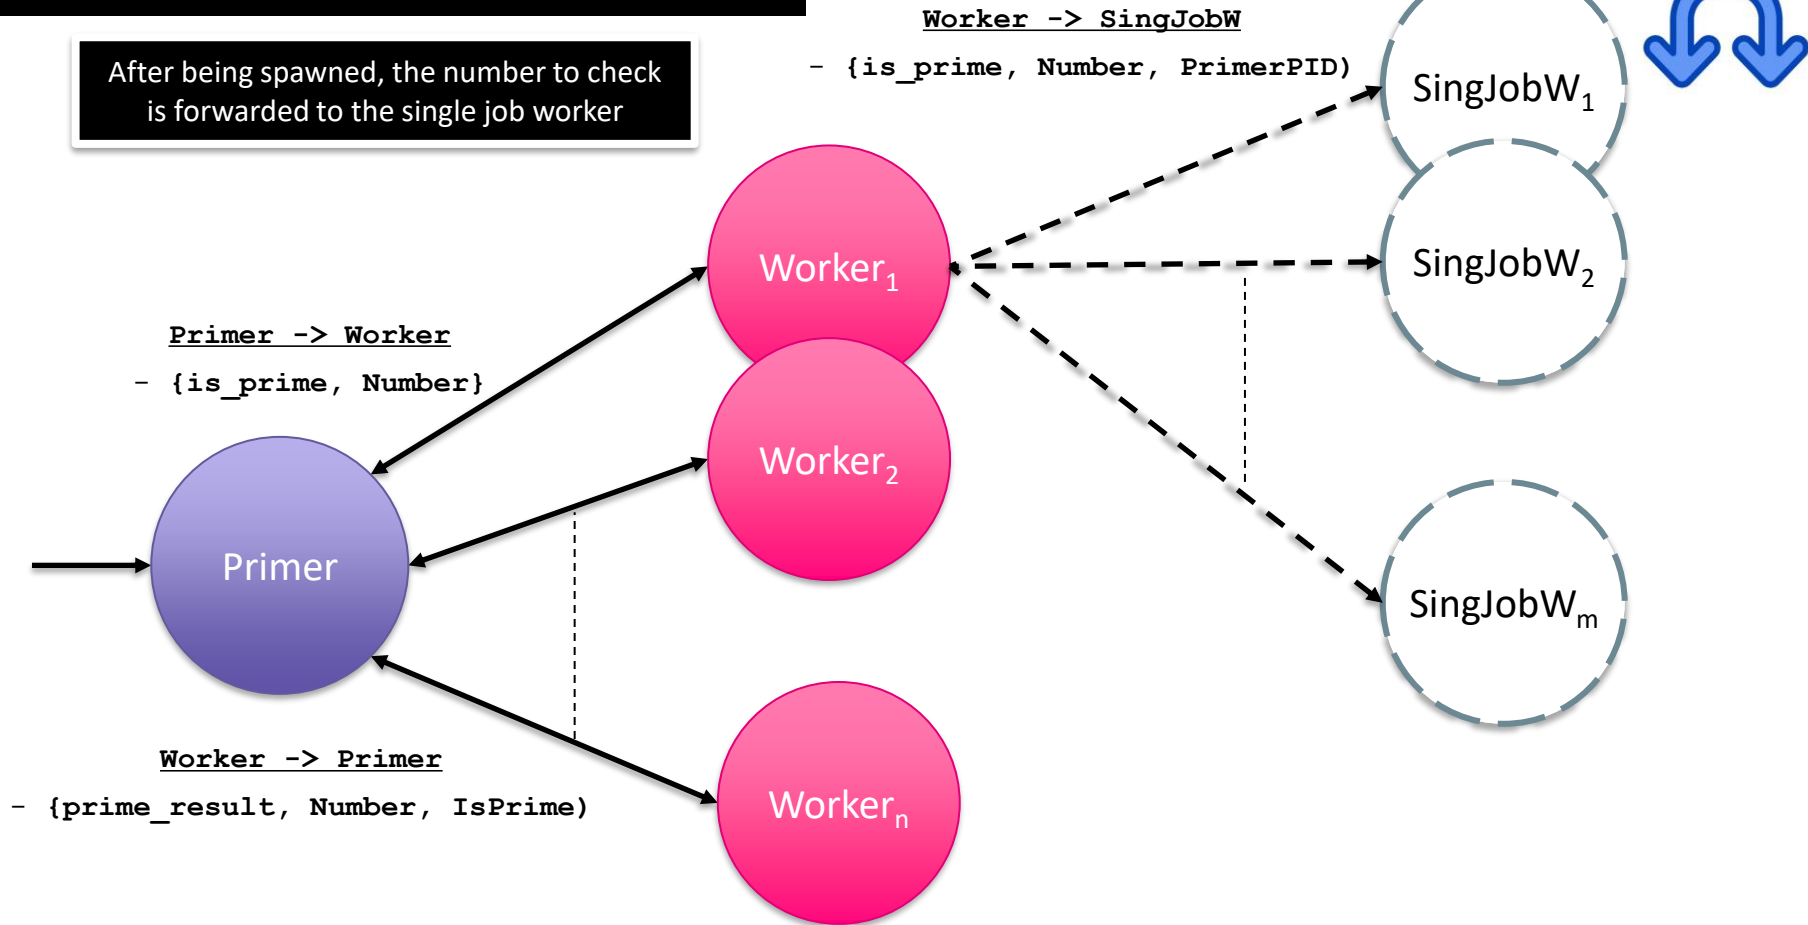 Worker -> SingJobW
- {is_prime, Number, PrimerPID)
After being spawned, the number to check
is forwarded to the single job worker
SingJobW1
Worker1
SingJobW2
Primer -> Worker
- {is_prime, Number}
Worker2
Primer
SingJobWm
Worker -> Primer
- {prime_result, Number, IsPrime)
Workern